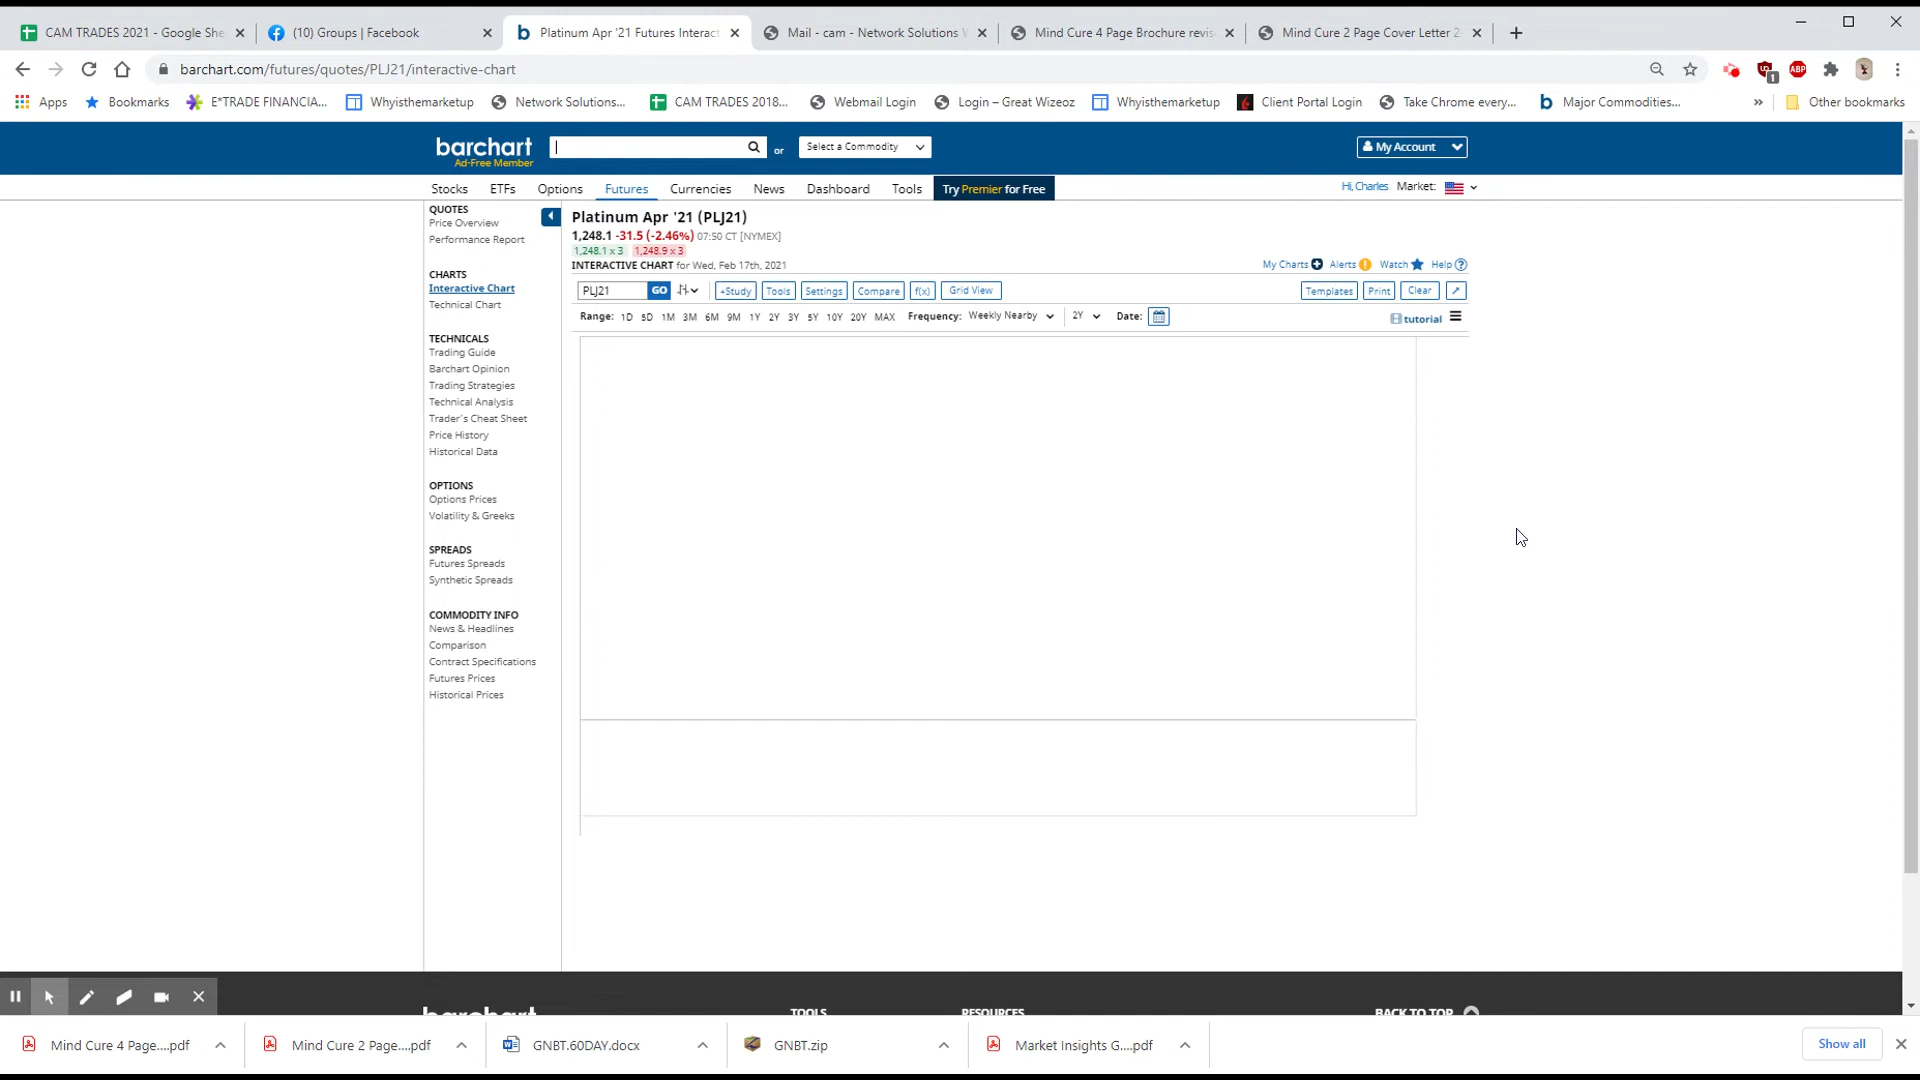 CAM TRADES 2021 - Google She
(10) Groups | Facebook
Platinum Apr '21 Futures Interact
Mail - cam - Network Solutions W
Mind Cure 4 Page Brochure revis
Mind Cure 2 Page Cover Letter 2-
barchart.com/futures/quotes/PLJ21/interactive-chart
1
ABP
Apps
Bookmarks
E*TRADE FINANCIA...
Whyisthemarketup
Network Solutions...
CAM TRADES 2018...
Webmail Login
Login – Great Wizeoz
Whyisthemarketup
Client Portal Login
Take Chrome every...
Major Commodities...
»
Other bookmarks
barchart
Ad-Free Member
or
Select a Commodity
My Account
Stocks ETFs Options Futures Currencies News Dashboard Tools Try Premier for Free
Hi, Charles Market:
QUOTES
Price Overview
Performance Report
CHARTS
Interactive Chart
Technical Chart
TECHNICALS
Trading Guide
Barchart Opinion
Trading Strategies
Technical Analysis
Trader's Cheat Sheet
Price History
Historical Data
OPTIONS
Options Prices
Volatility & Greeks
SPREADS
Futures Spreads
Synthetic Spreads
COMMODITY INFO
News & Headlines
Comparison
Contract Specifications
Futures Prices
Historical Prices
Platinum Apr '21 (PLJ21)
1,248.1 -31.5 (-2.46%) 07:50 CT [NYMEX]
1,248.1 x 3 1,248.9 x 3
INTERACTIVE CHART for Wed, Feb 17th, 2021
My Charts Alerts Watch Help
PLJ21 GO +Study Tools Settings Compare f(x) Grid View Templates Print Clear
Range: 1D 5D 1M 3M 6M 9M 1Y 2Y 3Y 5Y 10Y 20Y MAX Frequency: Weekly Nearby 2Y Date:
tutorial
barchart
TOOLS
RESOURCES
BACK TO TOP
Mind Cure 4 Page....pdf
Mind Cure 2 Page....pdf
GNBT.60DAY.docx
GNBT.zip
Market Insights G....pdf
Show all